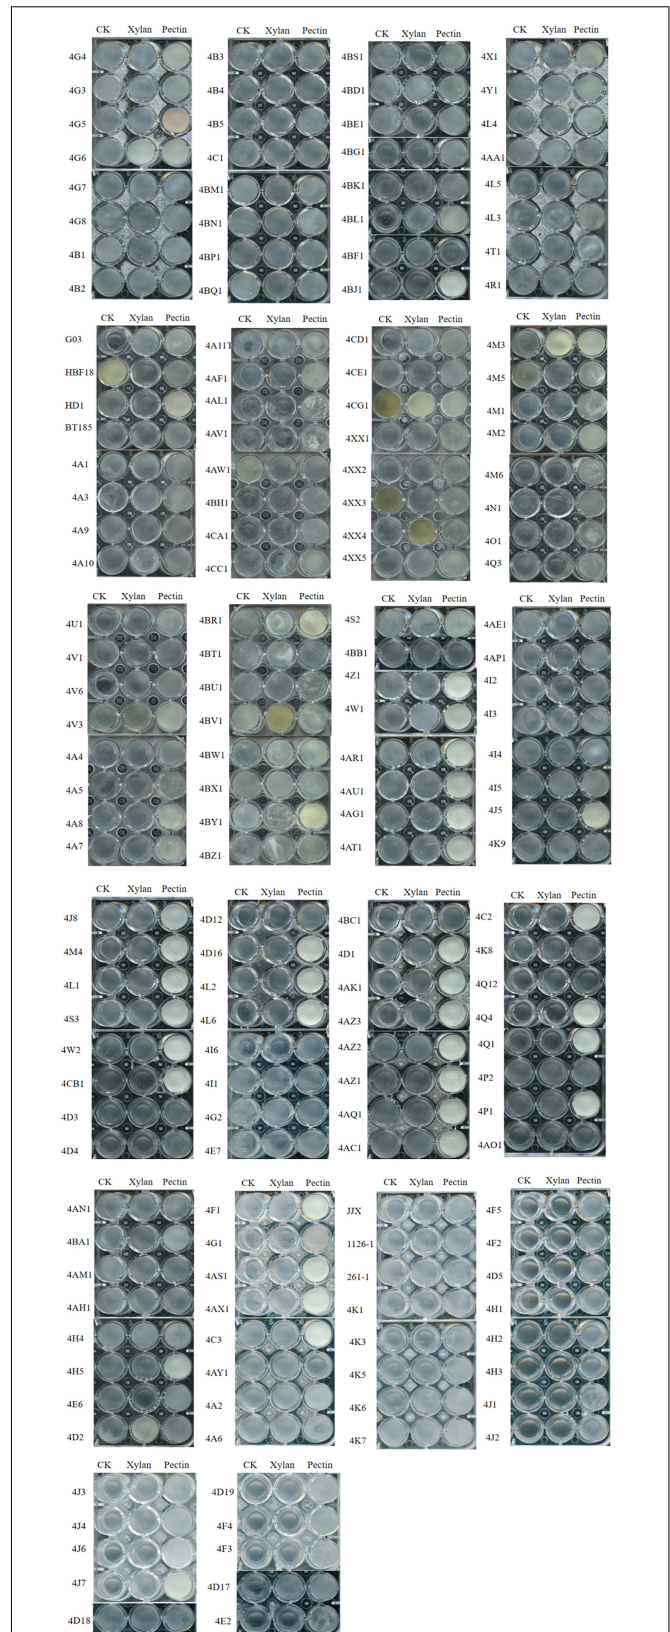 CK Xylan Pectin
4G4
4G3
4G5
4G6
4G7
4G8
4B1
4B2
4B3
4B4
4B5
4C1
4BM1
4BN1
4BP1
4BQ1
CK Xylan Pectin
4BS1
4BD1
4BE1
4BG1
4BK1
4BL1
4BF1
4BJ1
CK Xylan Pectin
4X1
4Y1
4L4
4AA1
4L5
4L3
4T1
4R1
CK Xylan Pectin
G03
HBF18
HD1
BT185
4A1
4A3
4A9
4A10
CK Xylan Pectin
4A11T
4AF1
4AL1
4AV1
4AW1
4BH1
4CA1
4CC1
CK Xylan Pectin
4CD1
4CE1
4CG1
4XX1
4XX2
4XX3
4XX4
4XX5
CK Xylan Pectin
4M3
4M5
4M1
4M2
4M6
4N1
4O1
4Q3
CK Xylan Pectin
4U1
4V1
4V6
4V3
4A4
4A5
4A8
4A7
CK Xylan Pectin
4BR1
4BT1
4BU1
4BV1
4BW1
4BX1
4BY1
4BZ1
CK Xylan Pectin
4S2
4BB1
4Z1
4W1
4AR1
4AU1
4AG1
4AT1
CK Xylan Pectin
4AE1
4AP1
4I2
4I3
4I4
4I5
4J5
4K9
CK Xylan Pectin
4J8
4M4
4L1
4S3
4W2
4CB1
4D3
4D4
CK Xylan Pectin
4D12
4D16
4L2
4L6
4I6
4I1
4G2
4E7
CK Xylan Pectin
4BC1
4D1
4AK1
4AZ3
4AZ2
4AZ1
4AQ1
4AC1
CK Xylan Pectin
4C2
4K8
4Q12
4Q4
4Q1
4P2
4P1
4AO1
CK Xylan Pectin
4AN1
4BA1
4AM1
4AH1
4H4
4H5
4E6
4D2
CK Xylan Pectin
4F1
4G1
4AS1
4AX1
4C3
4AY1
4A2
4A6
CK Xylan Pectin
JJX
1126-1
261-1
4K1
4K3
4K5
4K6
4K7
CK Xylan Pectin
4F5
4F2
4D5
4H1
4H2
4H3
4J1
4J2
CK Xylan Pectin
4J3
4J4
4J6
4J7
4D18
CK Xylan Pectin
4D19
4F4
4F3
4D17
4E2
CK Xylan Pectin